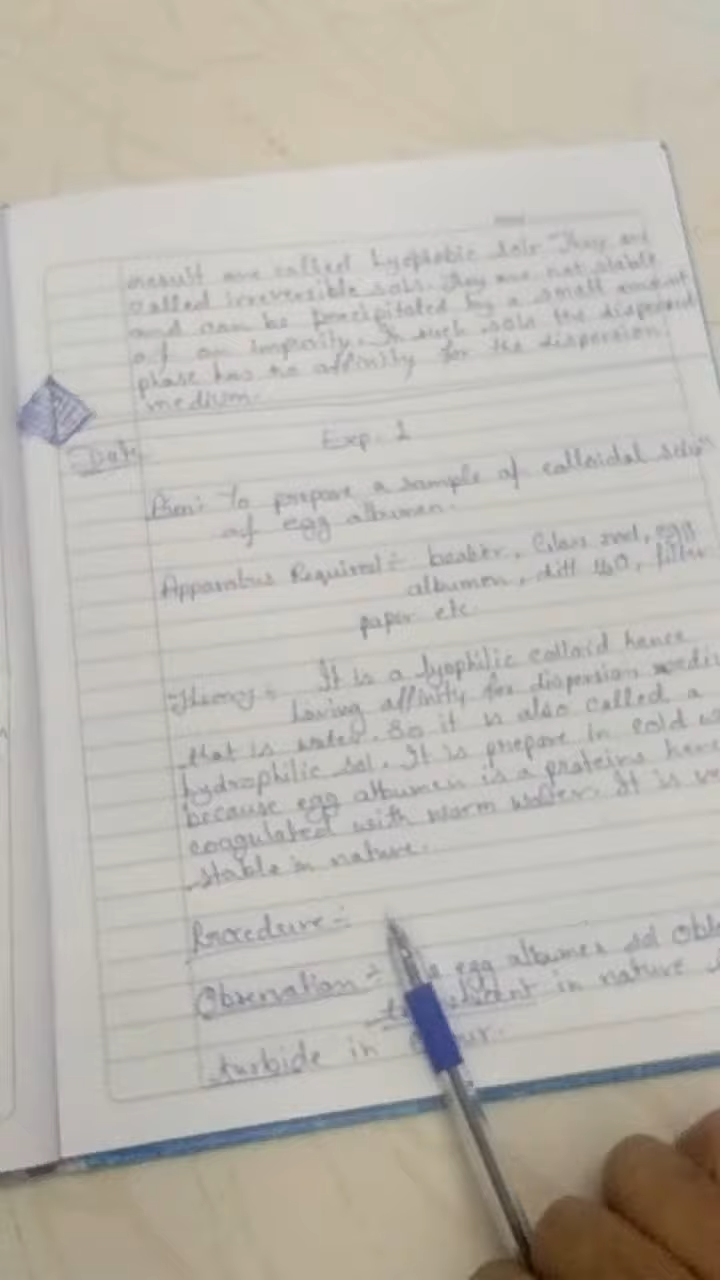 result are called lyophobic sols. They are
called irreversible sols. They are not stable
and can be precipitated by a small amount
of an impurity. In such sols the dispersed
phase has no affinity for the dispersion
medium.
Exp. 1
Date
Aim: To prepare a sample of colloidal
of egg albumen.
Apparatus Required:- beaker, Glass rod, egg
albumen, distt H2O, filter
paper etc.
Theory:- It is a lyophilic colloid hence
having affinity for dispersion
that is water. So it is also called a
hydrophilic sol. It is prepare in cold
because egg albumen is a proteins
coagulated with warm water. It is
stable in nature.
Procedure:-
Observation:- egg albumen sol
in nature
turbide in